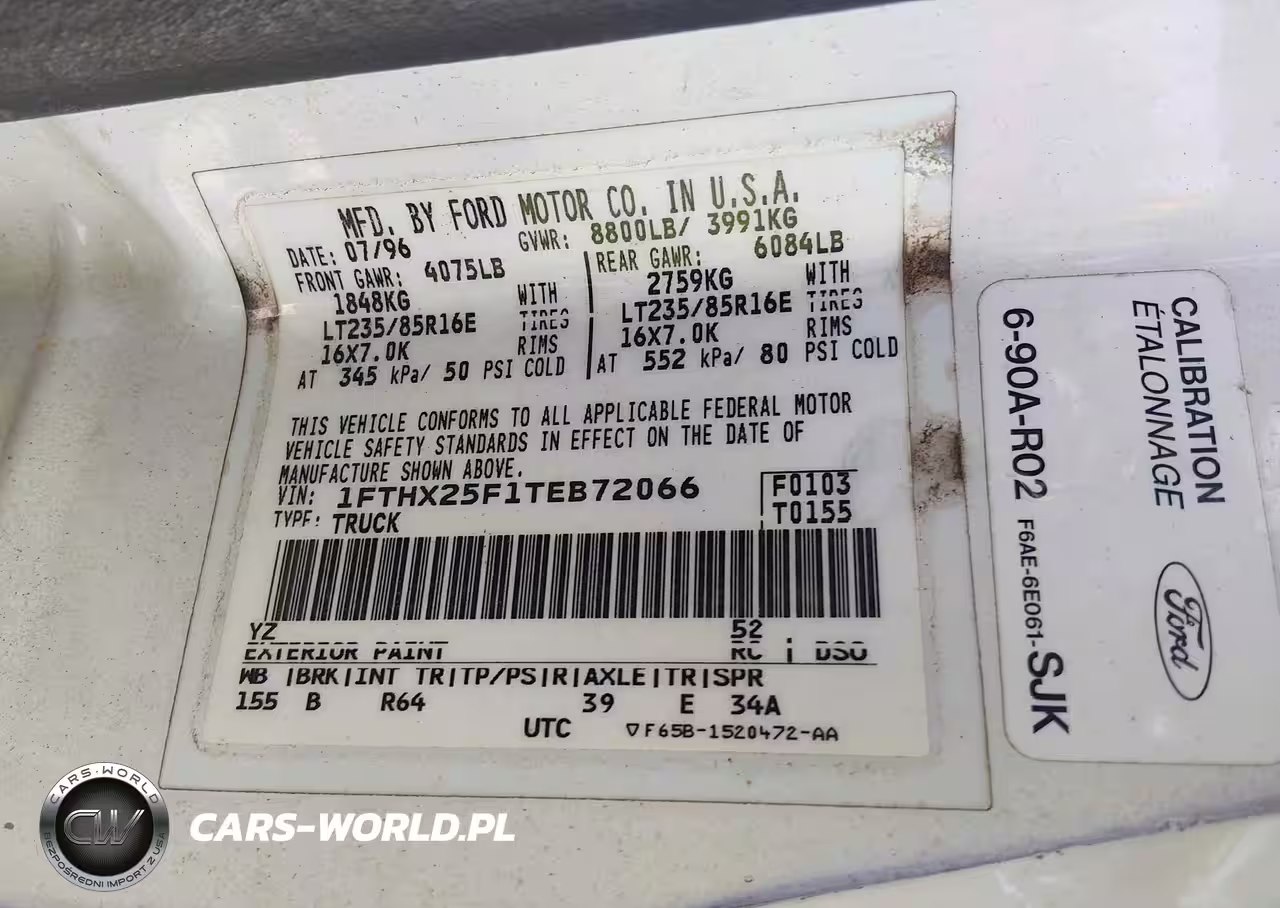 MFD. BY FORD MOTOR CO. IN U.S.A.
DATE: 07/96 GVWR: 8800LB/ 3991KG
FRONT GAWR: 4075LB REAR GAWR: 6084LB
1848KG WITH 2759KG WITH
LT235/85R16E TIRES LT235/85R16E TIRES
16X7.0K RIMS 16X7.0K RIMS
AT 345 kPa/ 50 PSI COLD AT 552 kPa/ 80 PSI COLD
THIS VEHICLE CONFORMS TO ALL APPLICABLE FEDERAL MOTOR
VEHICLE SAFETY STANDARDS IN EFFECT ON THE DATE OF
MANUFACTURE SHOWN ABOVE.
VIN: 1FTHX25F1TEB72066 F0103
TYPE: TRUCK T0155
YZ 52
EXTERIOR PAINT RC | DSO
WB |BRK|INT TR|TP/PS|R|AXLE|TR|SPR
155 B R64 39 E 34A
UTC ▽F65B-1520472-AA
CALIBRATION
ÉTALONNAGE
6-90A-R02 F6AE-6E061-SJK
Ford
CARS-WORLD
CW
BEZPOŚREDNI IMPORT Z USA
CARS-WORLD.PL